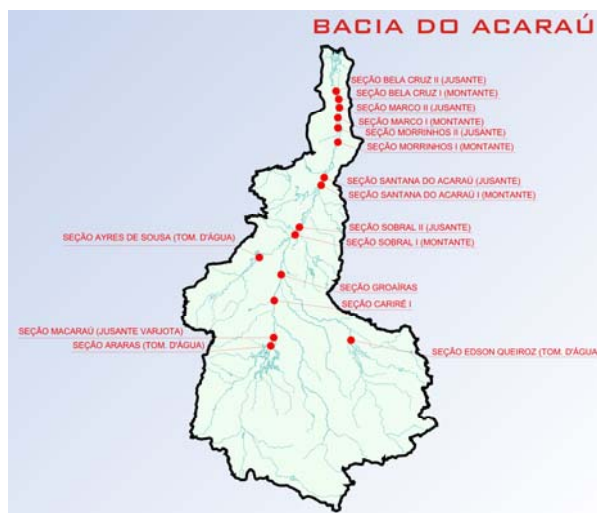 BACIA DO ACARAÚ
SEÇÃO BELA CRUZ II (JUSANTE)
SEÇÃO BELA CRUZ I (MONTANTE)
SEÇÃO MARCO II (JUSANTE)
SEÇÃO MARCO I (MONTANTE)
SEÇÃO MORRINHOS II (JUSANTE)
SEÇÃO MORRINHOS I (MONTANTE)
SEÇÃO SANTANA DO ACARAÚ (JUSANTE)
SEÇÃO SANTANA DO ACARAÚ I (MONTANTE)
SEÇÃO SOBRAL II (JUSANTE)
SEÇÃO AYRES DE SOUSA (TOM. D'ÁGUA)
SEÇÃO SOBRAL I (MONTANTE)
SEÇÃO GROAÍRAS
SEÇÃO CARIRÉ I
SEÇÃO MACARAÚ (JUSANTE VARJOTA)
SEÇÃO ARARAS (TOM. D'ÁGUA)
SEÇÃO EDSON QUEIROZ (TOM. D'ÁGUA